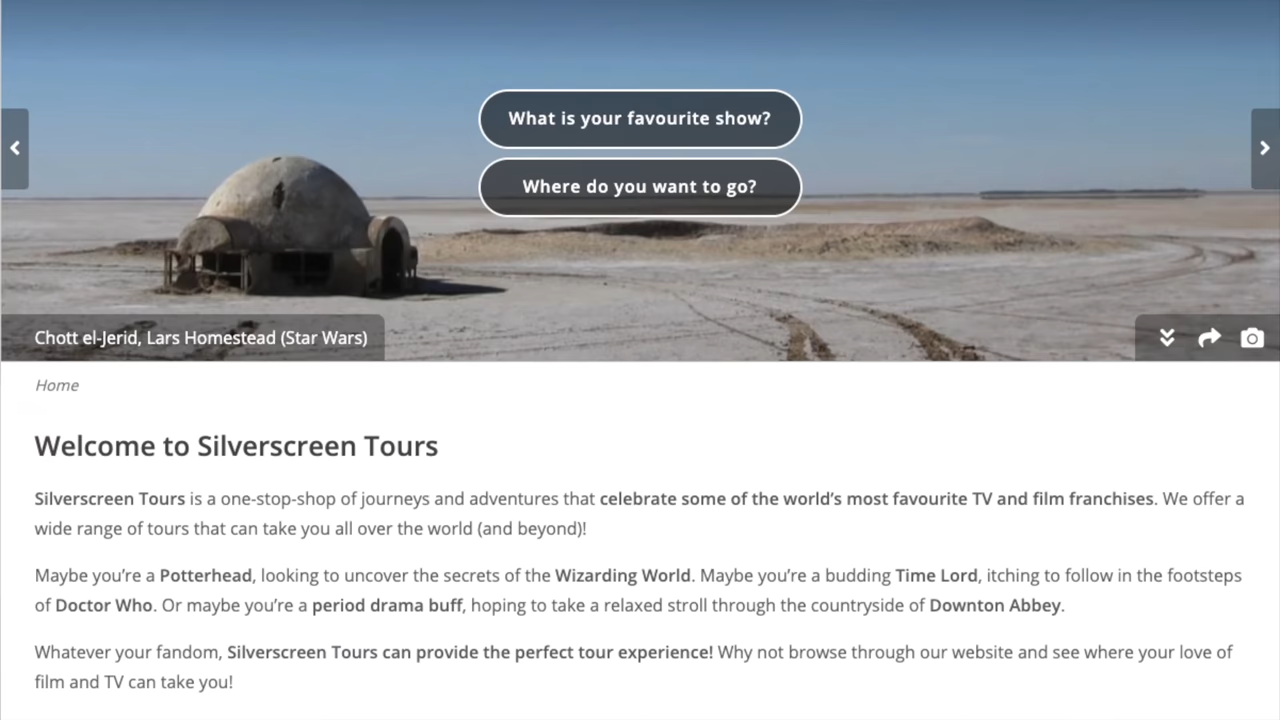 What is your favourite show?
Where do you want to go?
Chott el-Jerid, Lars Homestead (Star Wars)
Home
Welcome to Silverscreen Tours
Silverscreen Tours is a one-stop-shop of journeys and adventures that celebrate some of the world’s most favourite TV and film franchises. We offer a
wide range of tours that can take you all over the world (and beyond)!
Maybe you’re a Potterhead, looking to uncover the secrets of the Wizarding World. Maybe you’re a budding Time Lord, itching to follow in the footsteps
of Doctor Who. Or maybe you’re a period drama buff, hoping to take a relaxed stroll through the countryside of Downton Abbey.
Whatever your fandom, Silverscreen Tours can provide the perfect tour experience! Why not browse through our website and see where your love of
film and TV can take you!